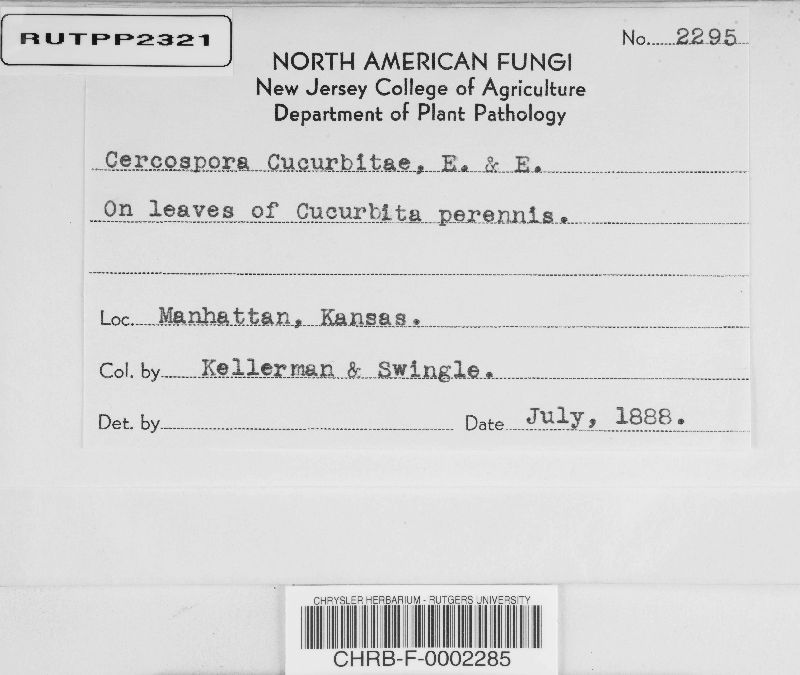 RUTPP2321
No. 2295
NORTH AMERICAN FUNGI
New Jersey College of Agriculture
Department of Plant Pathology
Cercospora Cucurbitae, E. & E.
On leaves of Cucurbita perennis.
Loc. Manhattan, Kansas.
Col. by Kellerman & Swingle.
Det. by Date July, 1888.
CHRYSLER HERBARIUM - RUTGERS UNIVERSITY
CHRB-F-0002285